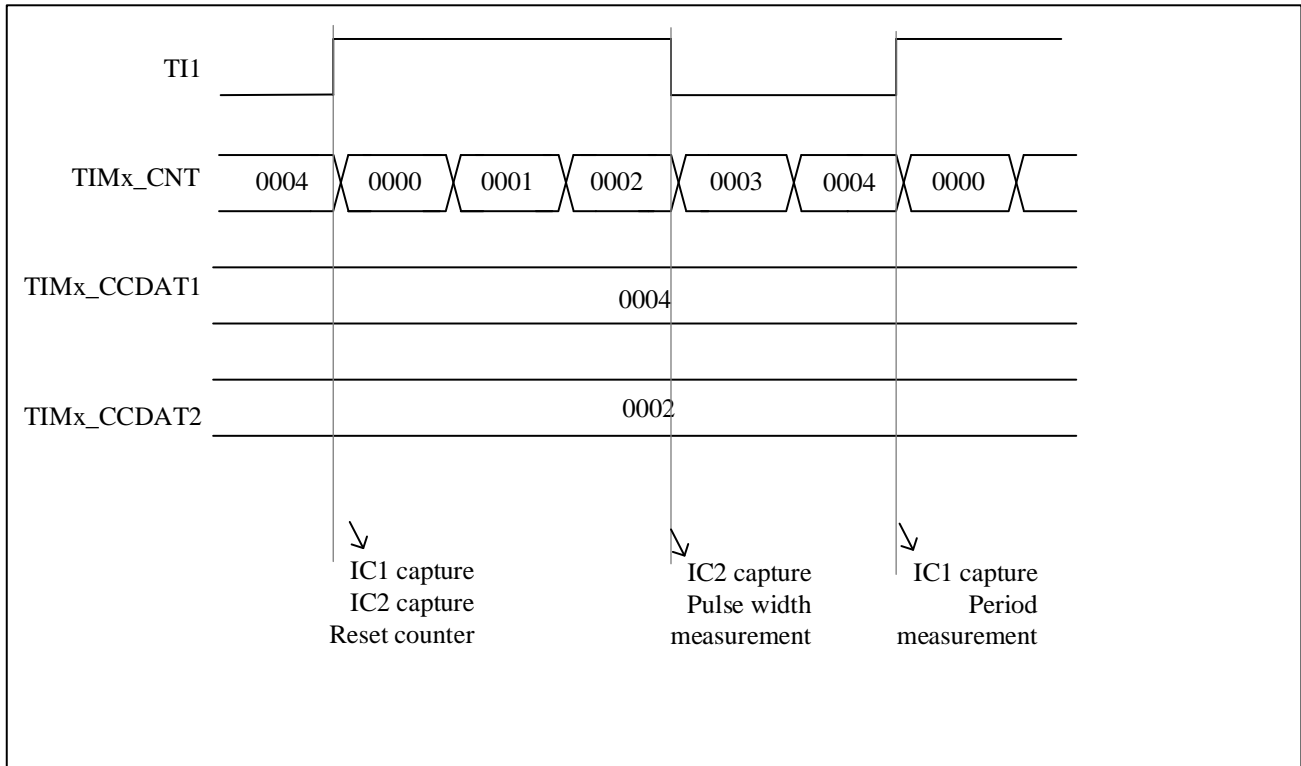 TI1
TIMx_CNT
0004 0000 0001 0002 0003 0004 0000
TIMx_CCDAT1
0004
TIMx_CCDAT2
0002
IC1 capture
IC2 capture
Reset counter
IC2 capture
Pulse width
measurement
IC1 capture
Period
measurement